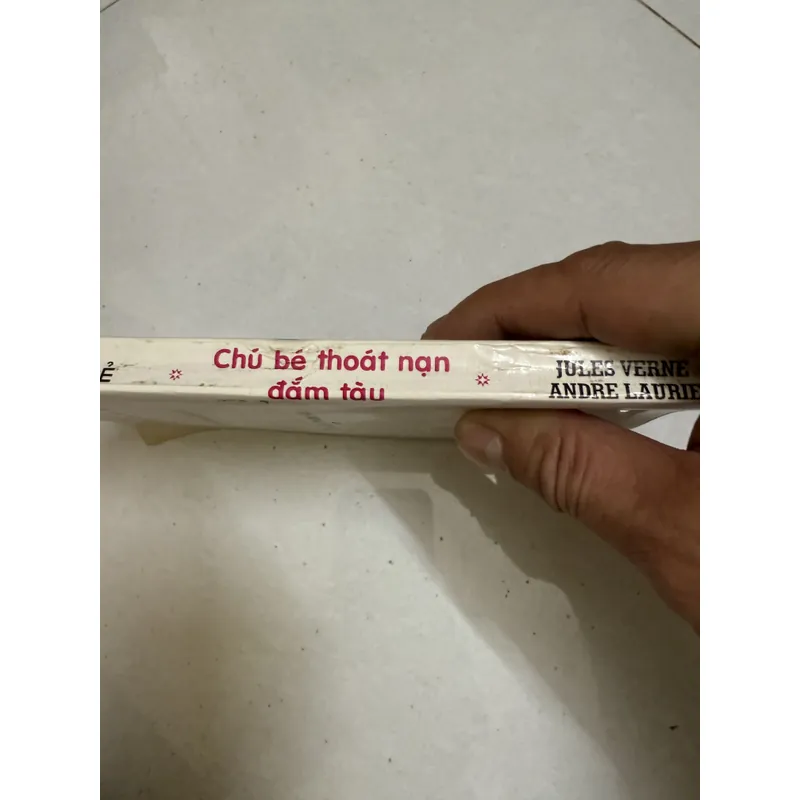 Ẻ
Chú bé thoát nạn
đắm tàu
JULES VERNE
ANDRE LAURIE